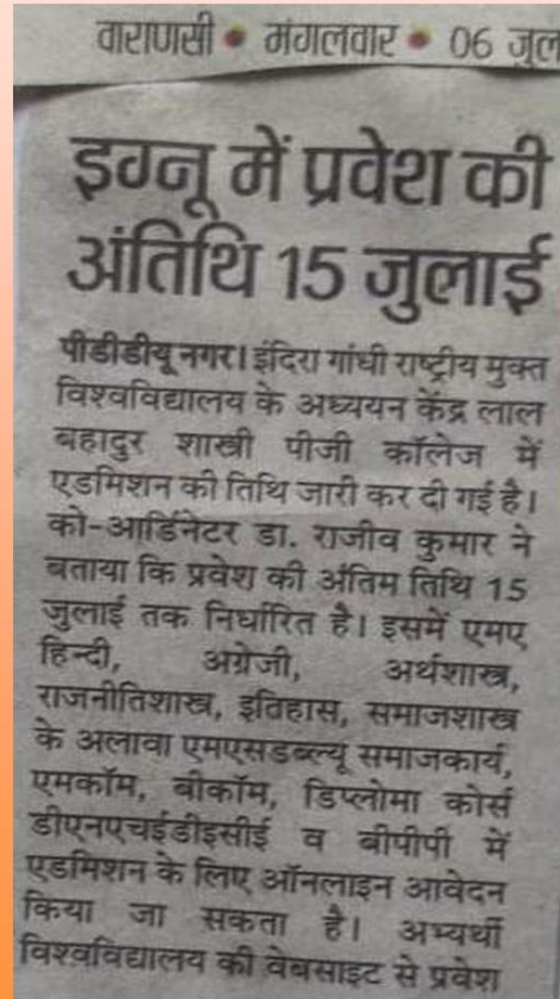 वाराणसी • मंगलवार • 06 जुल
इग्नू में प्रवेश की
अंतिथि 15 जुलाई
पीडीडीयू नगर। इंदिरा गांधी राष्ट्रीय मुक्त
विश्वविद्यालय के अध्ययन केंद्र लाल
बहादुर शास्त्री पीजी कॉलेज में
एडमिशन की तिथि जारी कर दी गई है।
को-आर्डिनेटर डा. राजीव कुमार ने
बताया कि प्रवेश की अंतिम तिथि 15
जुलाई तक निर्धारित है। इसमें एमए
हिन्दी, अग्रेजी, अर्थशास्त्र,
राजनीतिशास्त्र, इतिहास, समाजशास्त्र
के अलावा एमएसडब्ल्यू समाजकार्य,
एमकॉम, बीकॉम, डिप्लोमा कोर्स
डीएनएचईडीइसीई व बीपीपी में
एडमिशन के लिए ऑनलाइन आवेदन
किया जा सकता है। अभ्यर्थी
विश्वविद्यालय की वेबसाइट से प्रवेश